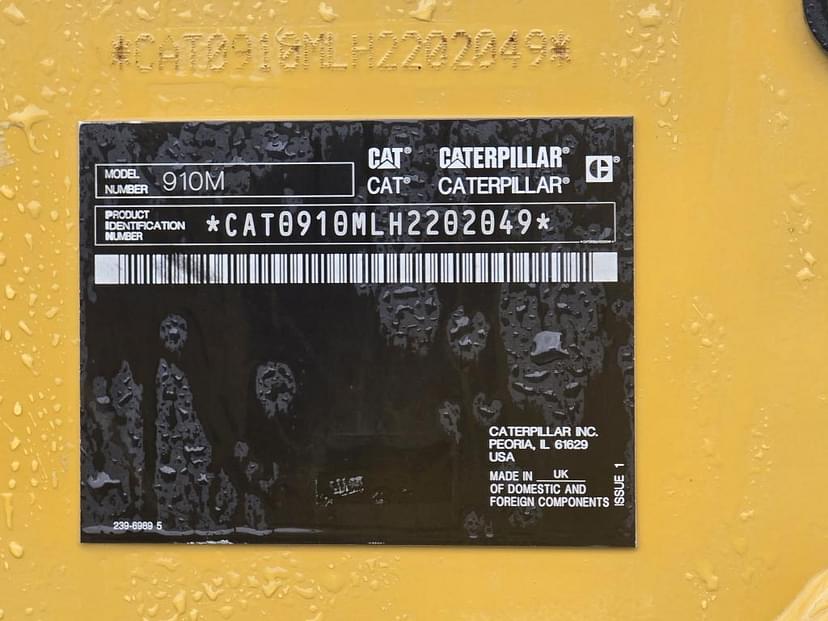 *CAT0910MLH2202049*
CAT® CATERPILLAR®
CAT® CATERPILLAR® C®
MODEL NUMBER 910M
PRODUCT IDENTIFICATION NUMBER *CAT0910MLH2202049*
CATERPILLAR INC.
PEORIA, IL 61629
USA
MADE IN UK
OF DOMESTIC AND
FOREIGN COMPONENTS
ISSUE 1
239-6989 5